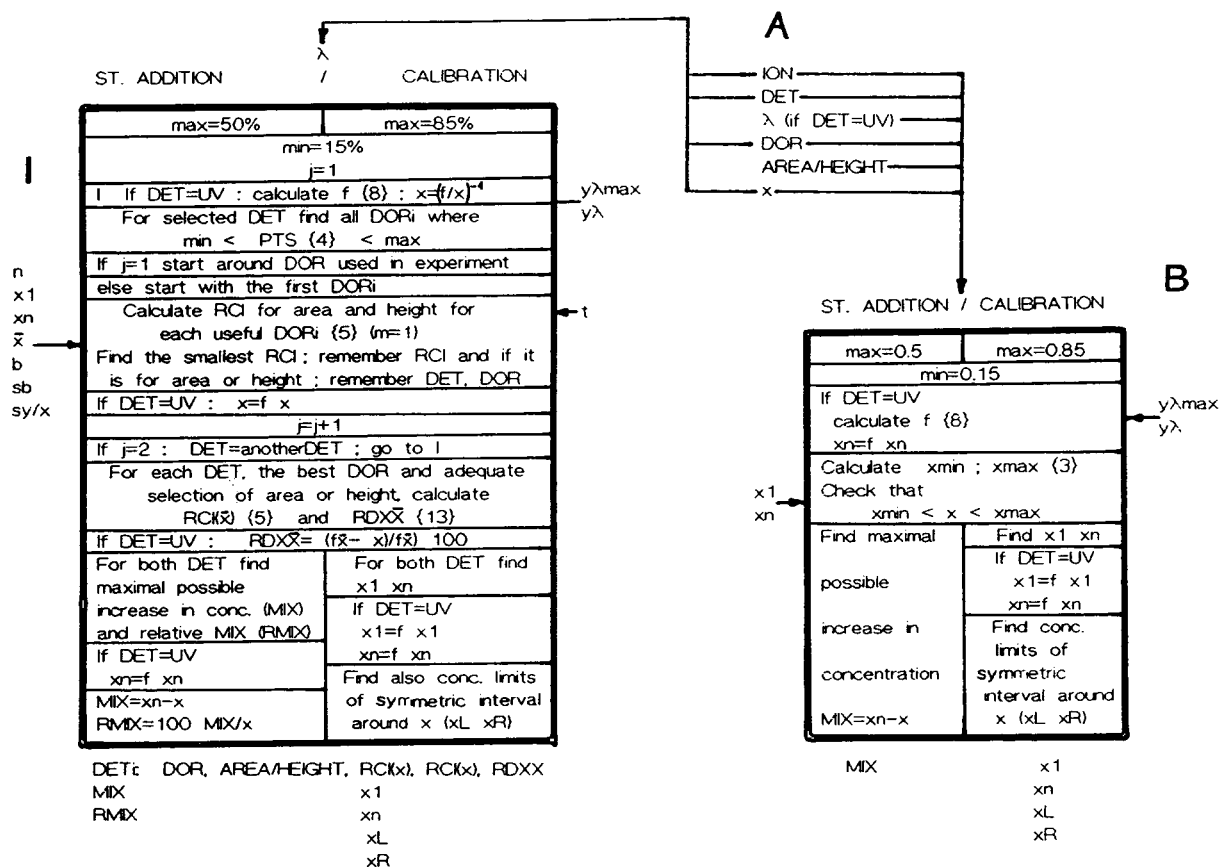 A
λ
ST. ADDITION / CALIBRATION
ION
DET
λ (if DET=UV)
DOR
AREA/HEIGHT
x
I
max=50% max=85%
min=15%
j=1
I If DET=UV : calculate f {8} ; x=(f/x)⁻¹
For selected DET find all DORi where
min < PTS {4} < max
If j=1 start around DOR used in experiment
else start with the first DORi
Calculate RCI for area and height for
each useful DORi {5} (m=1)
Find the smallest RCI ; remember RCI and if it
is for area or height ; remember DET, DOR
If DET=UV : x=f x
j=j+1
If j=2 : DET=anotherDET ; go to I
For each DET, the best DOR and adequate
selection of area or height, calculate
RCI(x̄) {5} and RDXX̄ {13}
If DET=UV : RDXX̄= (fx̄- x)/fx̄) 100
For both DET find
maximal possible
increase in conc. (MIX)
and relative MIX (RMIX)
If DET=UV
xn=f xn
MIX=xn-x
RMIX=100 MIX/x
For both DET find
x1 xn
If DET=UV
x1=f x1
xn=f xn
Find also conc. limits
of symmetric interval
around x (xL xR)
n
x1
xn
x̄
b
sb
sy/x
yλmax
yλ
t
DETi: DOR, AREA/HEIGHT, RCI(x), RCI(x), RDXX
MIX x1
RMIX xn
xL
xR
B
ST. ADDITION / CALIBRATION
max=0.5 max=0.85
min=0.15
If DET=UV
calculate f {8}
xn=f xn
Calculate xmin ; xmax {3}
Check that
xmin < x < xmax
Find maximal
possible
increase in
concentration
MIX=xn-x
Find x1 xn
If DET=UV
x1=f x1
xn=f xn
Find conc.
limits of
symmetric
interval around
x (xL xR)
x1
xn
yλmax
yλ
MIX x1
xn
xL
xR